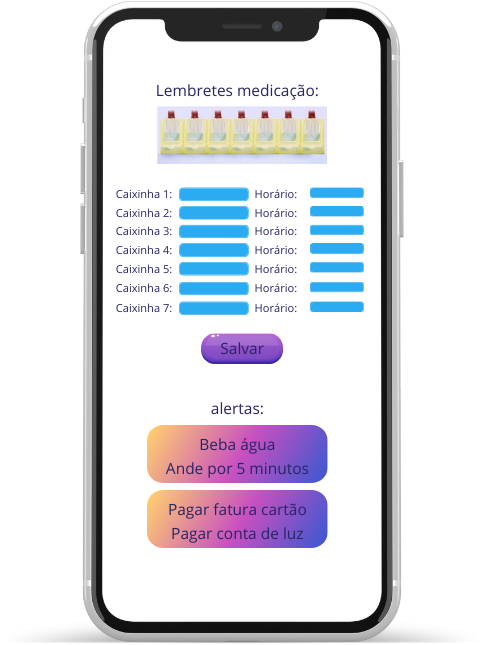 Lembretes medicação:
Caixinha 1: Horário:
Caixinha 2: Horário:
Caixinha 3: Horário:
Caixinha 4: Horário:
Caixinha 5: Horário:
Caixinha 6: Horário:
Caixinha 7: Horário:
Salvar
alertas:
Beba água
Ande por 5 minutos
Pagar fatura cartão
Pagar conta de luz